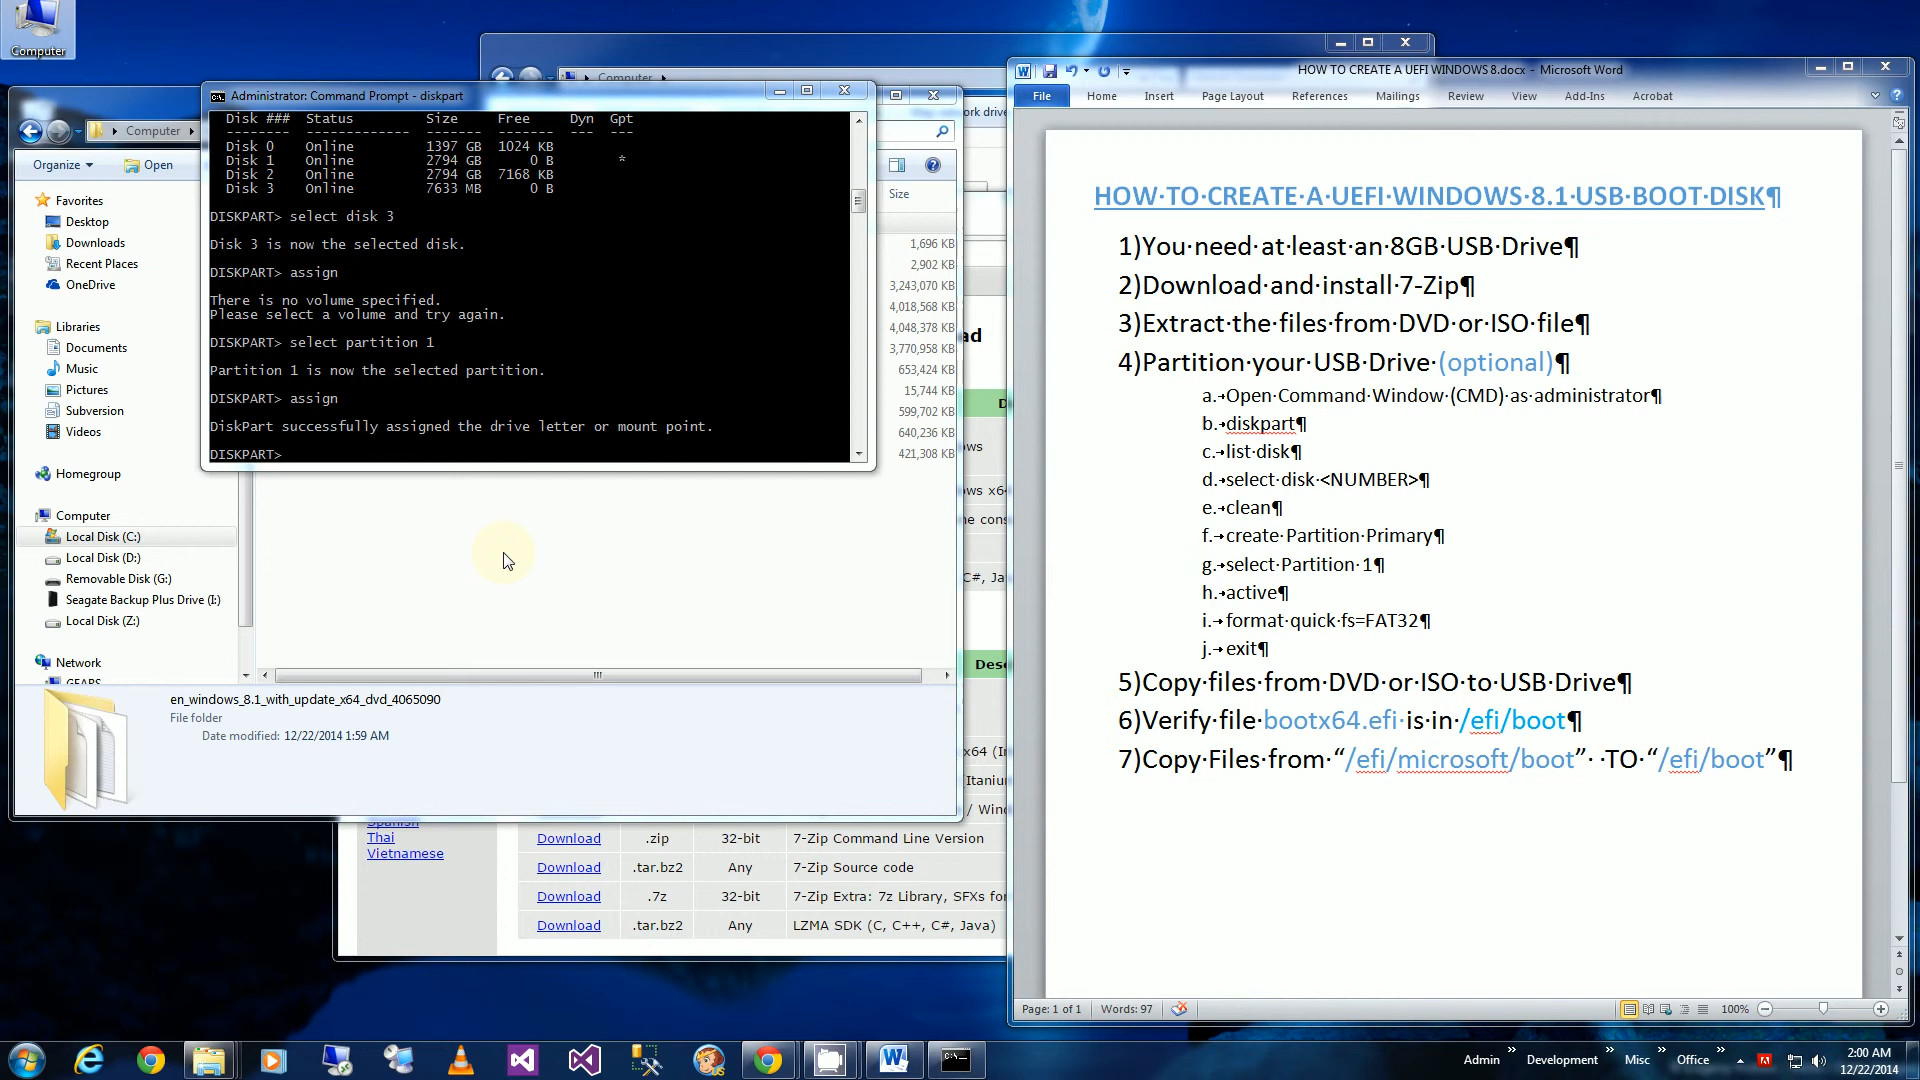 Computer
Computer
Administrator: Command Prompt - diskpart
Disk ### Status Size Free Dyn Gpt
-------- ------------- ------- ------- --- ---
Disk 0 Online 1397 GB 1024 KB
Disk 1 Online 2794 GB 0 B *
Disk 2 Online 2794 GB 7168 KB
Disk 3 Online 7633 MB 0 B
DISKPART> select disk 3
Disk 3 is now the selected disk.
DISKPART> assign
There is no volume specified.
Please select a volume and try again.
DISKPART> select partition 1
Partition 1 is now the selected partition.
DISKPART> assign
DiskPart successfully assigned the drive letter or mount point.
DISKPART>
Computer
Organize
Open
Favorites
Desktop
Downloads
Recent Places
OneDrive
Libraries
Documents
Music
Pictures
Subversion
Videos
Homegroup
Computer
Local Disk (C:)
Local Disk (D:)
Removable Disk (G:)
Seagate Backup Plus Drive (I:)
Local Disk (Z:)
Network
GEARS
Size
1,696 KB
2,902 KB
3,243,070 KB
4,018,568 KB
4,048,378 KB
3,770,958 KB
653,424 KB
15,744 KB
599,702 KB
640,236 KB
421,308 KB
en_windows_8.1_with_update_x64_dvd_4065090
File folder
Date modified: 12/22/2014 1:59 AM
Spanish
Thai
Vietnamese
Download .zip 32-bit 7-Zip Command Line Version
Download .tar.bz2 Any 7-Zip Source code
Download .7z 32-bit 7-Zip Extra: 7z Library, SFXs for
Download .tar.bz2 Any LZMA SDK (C, C++, C#, Java)
HOW TO CREATE A UEFI WINDOWS 8.docx - Microsoft Word
File Home Insert Page Layout References Mailings Review View Add-Ins Acrobat
HOW·TO·CREATE·A·UEFI·WINDOWS·8.1·USB·BOOT·DISK¶
1)You·need·at·least·an·8GB·USB·Drive¶
2)Download·and·install·7-Zip¶
3)Extract·the·files·from·DVD·or·ISO·file¶
4)Partition·your·USB·Drive·(optional)¶
a.→Open·Command·Window·(CMD)·as·administrator¶
b.→diskpart¶
c.→list·disk¶
d.→select·disk·<NUMBER>¶
e.→clean¶
f.→create·Partition·Primary¶
g.→select·Partition·1¶
h.→active¶
i.→format·quick·fs=FAT32¶
j.→exit¶
5)Copy·files·from·DVD·or·ISO·to·USB·Drive¶
6)Verify·file·bootx64.efi·is·in·/efi/boot¶
7)Copy·Files·from·“/efi/microsoft/boot”··TO·“/efi/boot”¶
Page: 1 of 1
Words: 97
100%
Admin
Development
Misc
Office
2:00 AM
12/22/2014